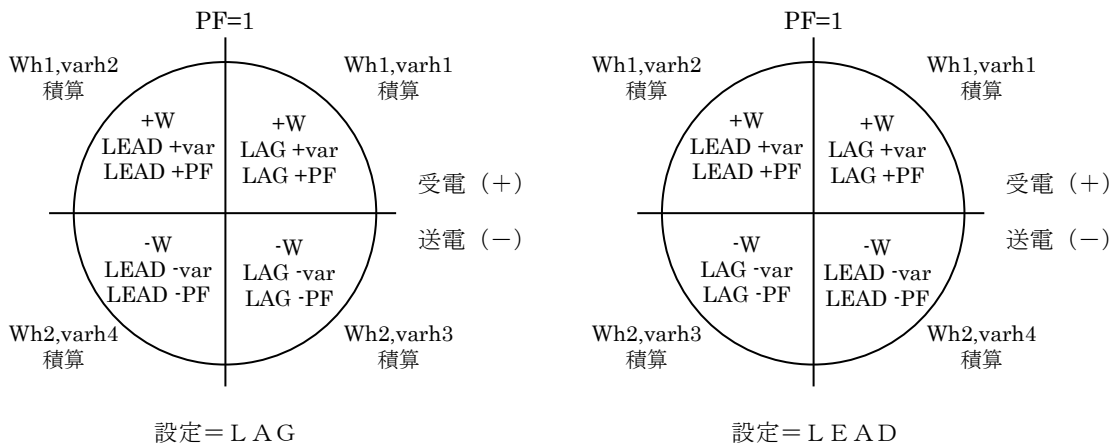 PF=1
Wh1,varh2
積算
Wh1,varh1
積算
+W
LEAD +var
LEAD +PF
+W
LAG +var
LAG +PF
受電（＋）
送電（－）
-W
LEAD -var
LEAD -PF
-W
LAG -var
LAG -PF
Wh2,varh4
積算
Wh2,varh3
積算
設定＝ＬＡＧ
PF=1
Wh1,varh2
積算
Wh1,varh1
積算
+W
LEAD +var
LEAD +PF
+W
LAG +var
LAG +PF
受電（＋）
送電（－）
-W
LAG -var
LAG -PF
-W
LEAD -var
LEAD -PF
Wh2,varh3
積算
Wh2,varh4
積算
設定＝ＬＥＡＤ